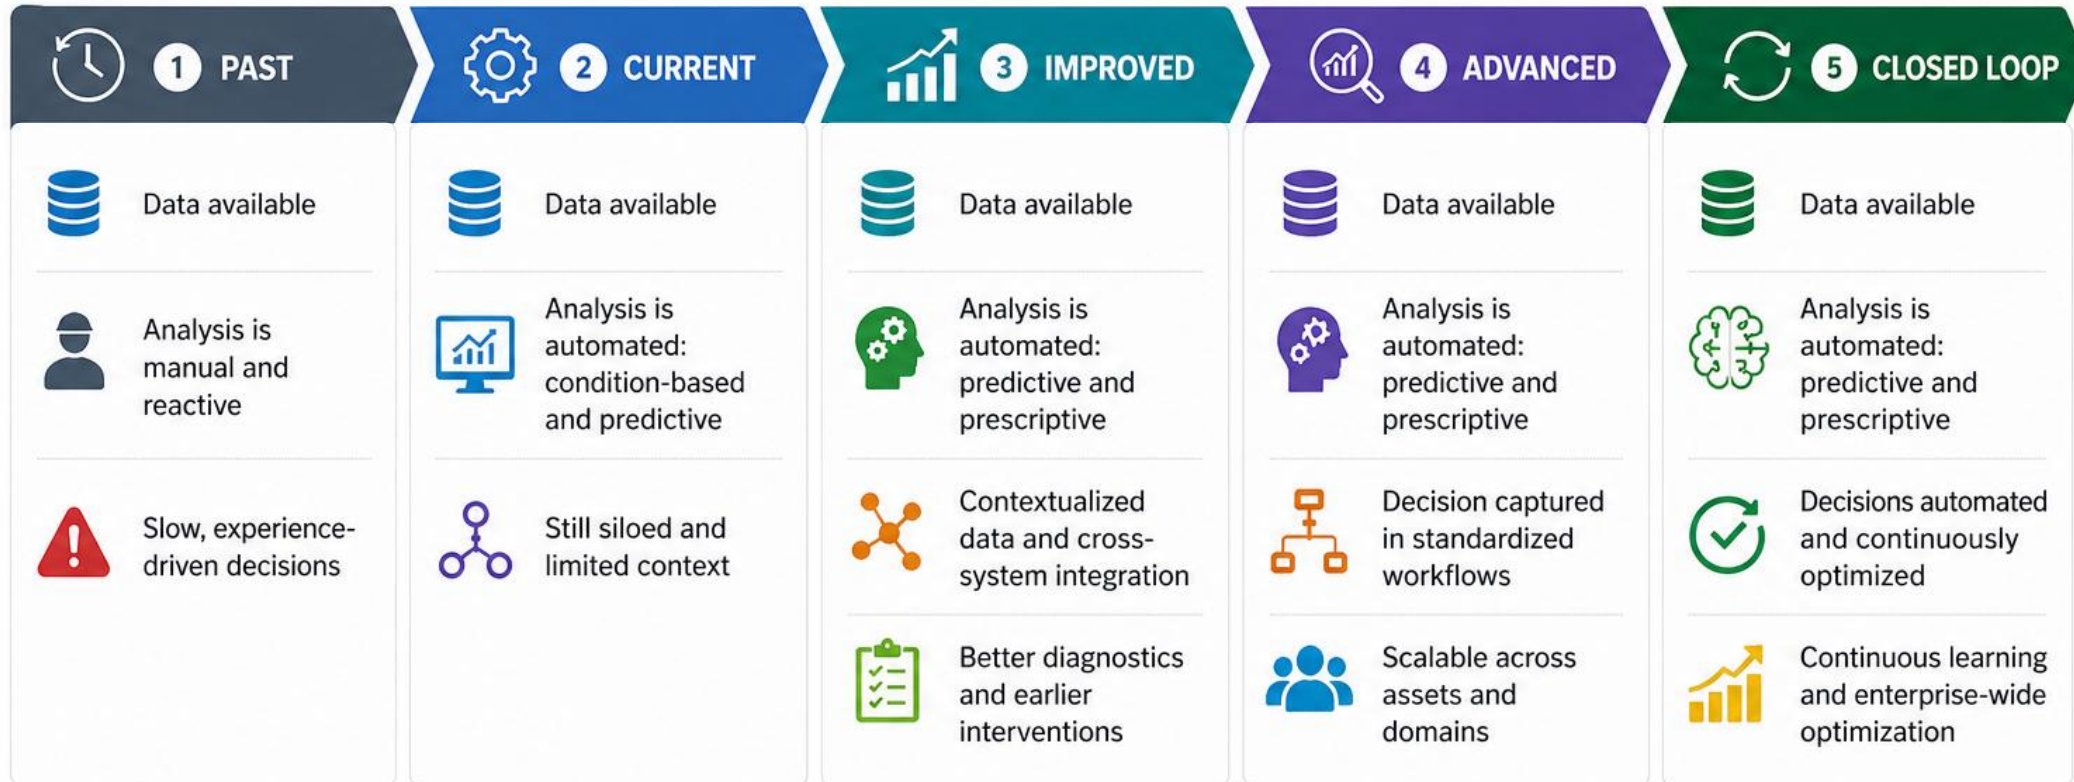 1 PAST
Data available
Analysis is
manual and
reactive
Slow, experience-
driven decisions
2 CURRENT
Data available
Analysis is
automated:
condition-based
and predictive
Still siloed and
limited context
3 IMPROVED
Data available
Analysis is
automated:
predictive and
prescriptive
Contextualized
data and cross-
system integration
Better diagnostics
and earlier
interventions
4 ADVANCED
Data available
Analysis is
automated:
predictive and
prescriptive
Decision captured
in standardized
workflows
Scalable across
assets and
domains
5 CLOSED LOOP
Data available
Analysis is
automated:
predictive and
prescriptive
Decisions automated
and continuously
optimized
Continuous learning
and enterprise-wide
optimization